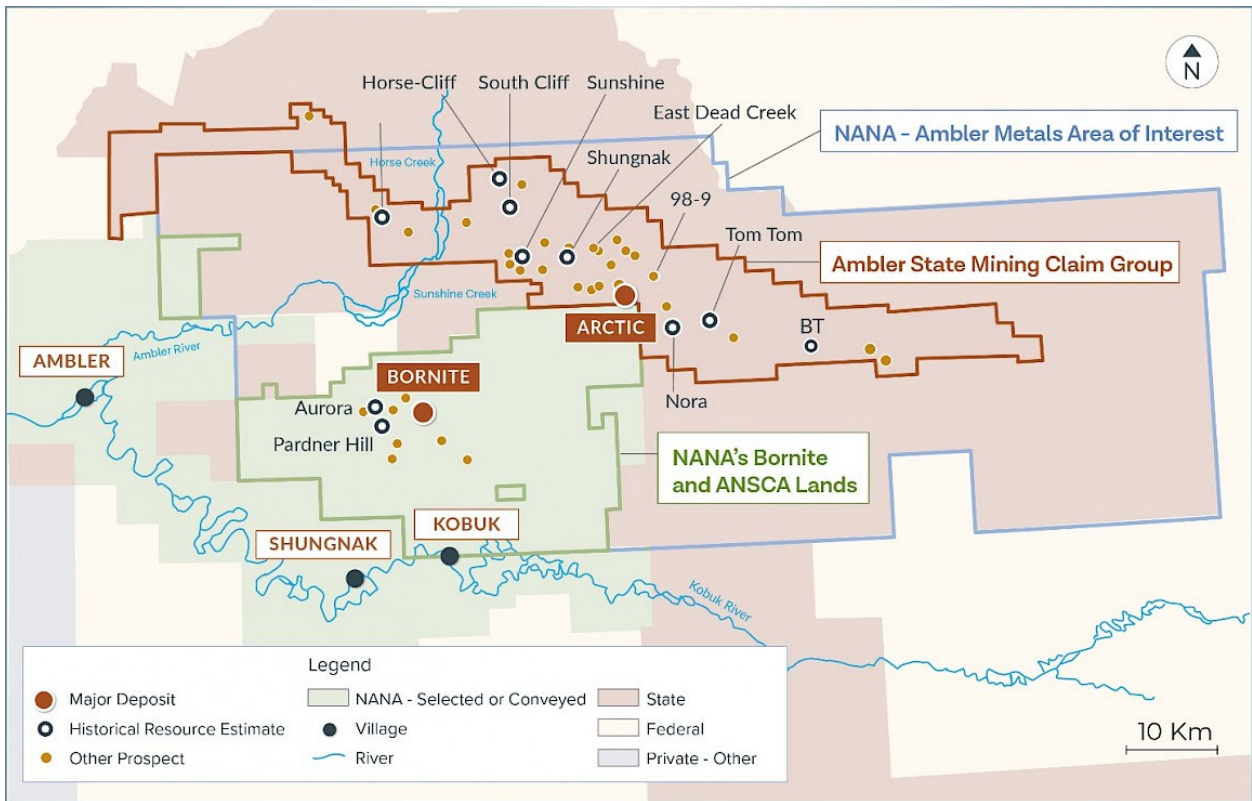 N
Horse-Cliff
South Cliff
Sunshine
East Dead Creek
NANA - Ambler Metals Area of Interest
Shungnak
Horse Creek
98-9
Tom Tom
Ambler State Mining Claim Group
Sunshine Creek
ARCTIC
BT
Ambler River
AMBLER
BORNITE
Nora
Aurora
Pardner Hill
NANA's Bornite
and ANSCA Lands
KOBUK
SHUNGNAK
Kobuk River
Legend
Major Deposit
NANA - Selected or Conveyed
State
Historical Resource Estimate
Village
Federal
Other Prospect
River
Private - Other
10 Km